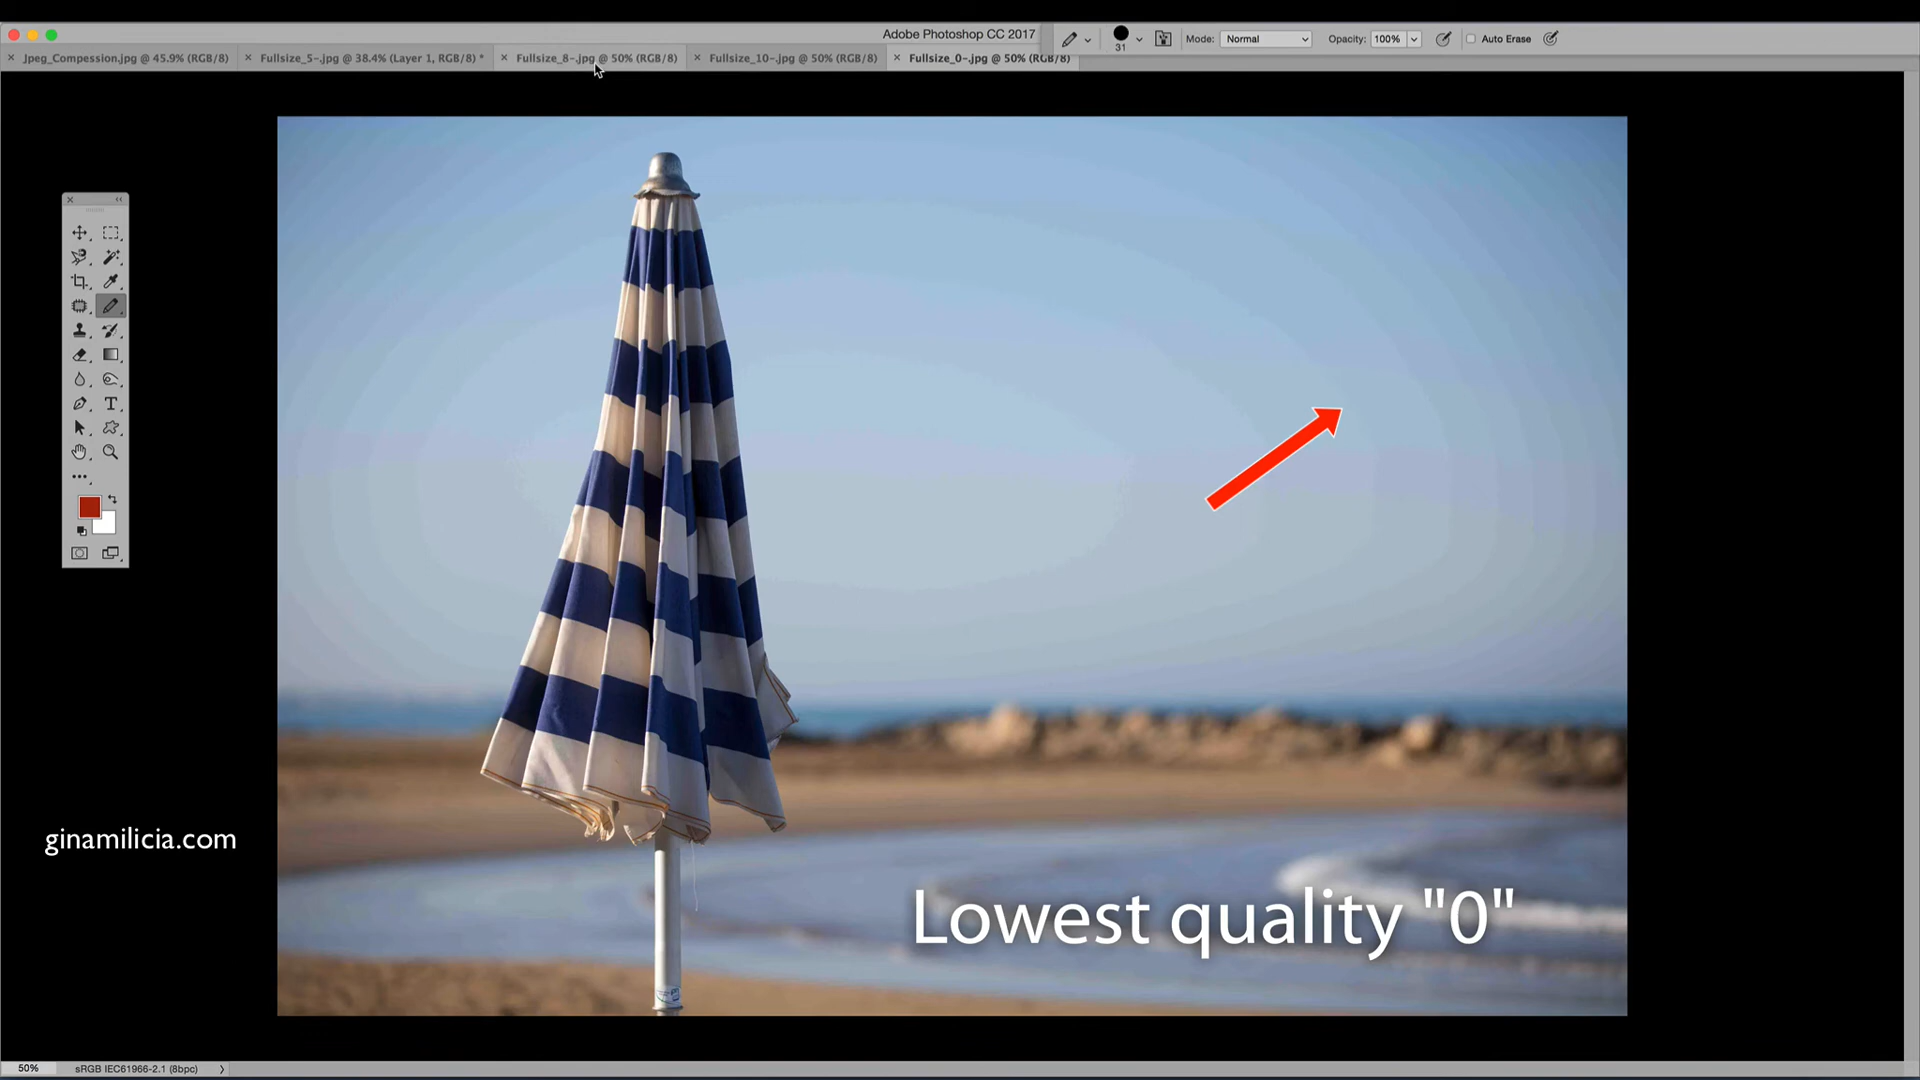 Adobe Photoshop CC 2017
31
Mode: Normal
Opacity: 100%
Auto Erase
Jpeg_Compession.jpg @ 45.9% (RGB/8)
Fullsize_5-.jpg @ 38.4% (Layer 1, RGB/8) *
Fullsize_8-.jpg @ 50% (RGB/8)
Fullsize_10-.jpg @ 50% (RGB/8)
Fullsize_0-.jpg @ 50% (RGB/8)
ginamilicia.com
Lowest quality "0"
50%
sRGB IEC61966-2.1 (8bpc)